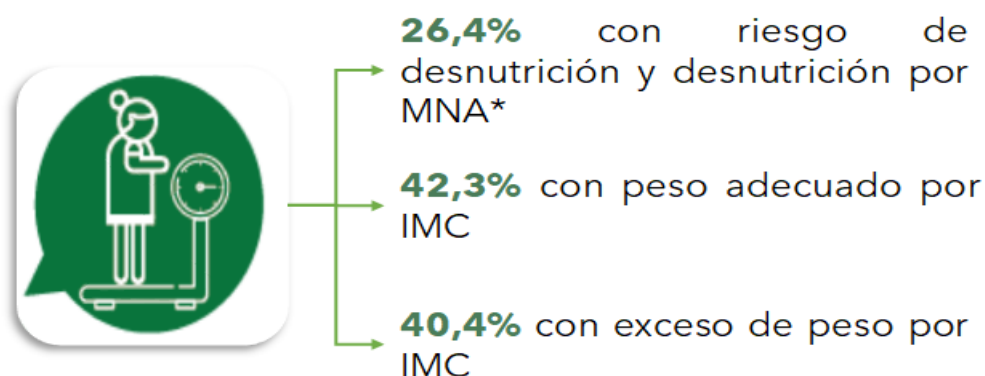 26,4% con riesgo de
desnutrición y desnutrición por
MNA*
42,3% con peso adecuado por
IMC
40,4% con exceso de peso por
IMC